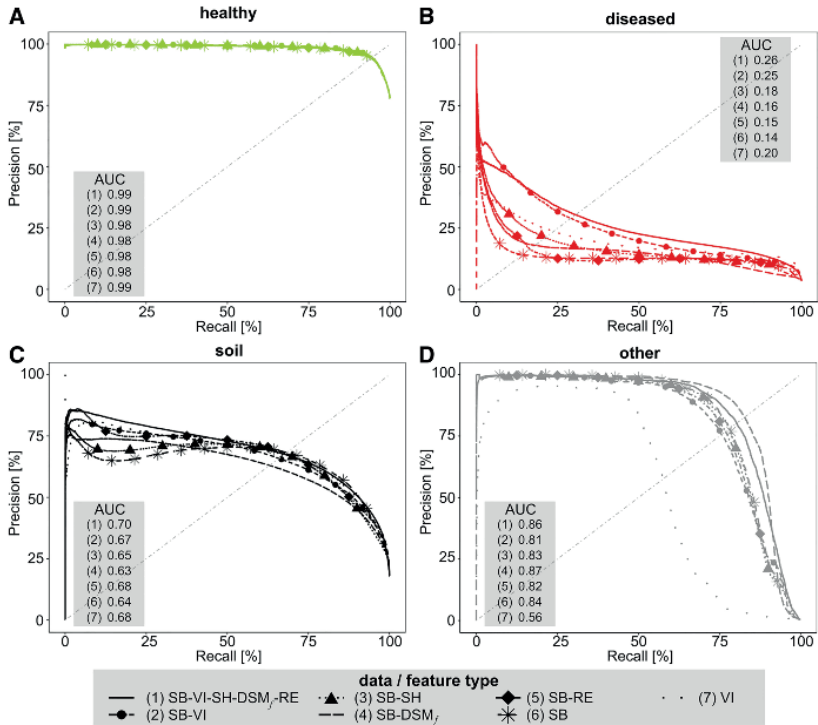 A
healthy
100
75
50
25
0
Precision [%]
AUC
(1) 0.99
(2) 0.99
(3) 0.98
(4) 0.98
(5) 0.98
(6) 0.98
(7) 0.99
0 25 50 75 100
Recall [%]
B
diseased
100
75
50
25
0
Precision [%]
AUC
(1) 0.26
(2) 0.25
(3) 0.18
(4) 0.16
(5) 0.15
(6) 0.14
(7) 0.20
0 25 50 75 100
Recall [%]
C
soil
100
75
50
25
0
Precision [%]
AUC
(1) 0.70
(2) 0.67
(3) 0.65
(4) 0.63
(5) 0.68
(6) 0.64
(7) 0.68
0 25 50 75 100
Recall [%]
D
other
100
75
50
25
0
Precision [%]
AUC
(1) 0.86
(2) 0.81
(3) 0.83
(4) 0.87
(5) 0.82
(6) 0.84
(7) 0.56
0 25 50 75 100
Recall [%]
data / feature type
(1) SB-VI-SH-DSMf-RE (3) SB-SH (5) SB-RE (7) VI
(2) SB-VI (4) SB-DSMf (6) SB